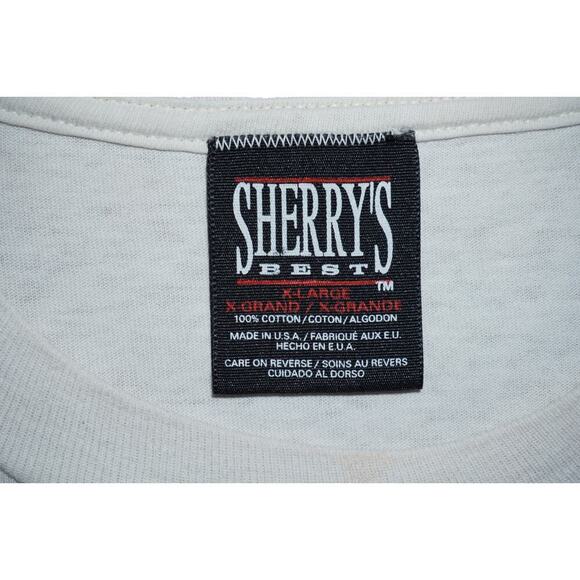 SHERRY'S
BEST
TM
X-LARGE
X-GRAND / X-GRANDE
100% COTTON / COTON / ALGODON
MADE IN U.S.A. / FABRIQUÉ AUX E.U.
HECHO EN E.U.A.
CARE ON REVERSE / SOINS AU REVERS
CUIDADO AL DORSO